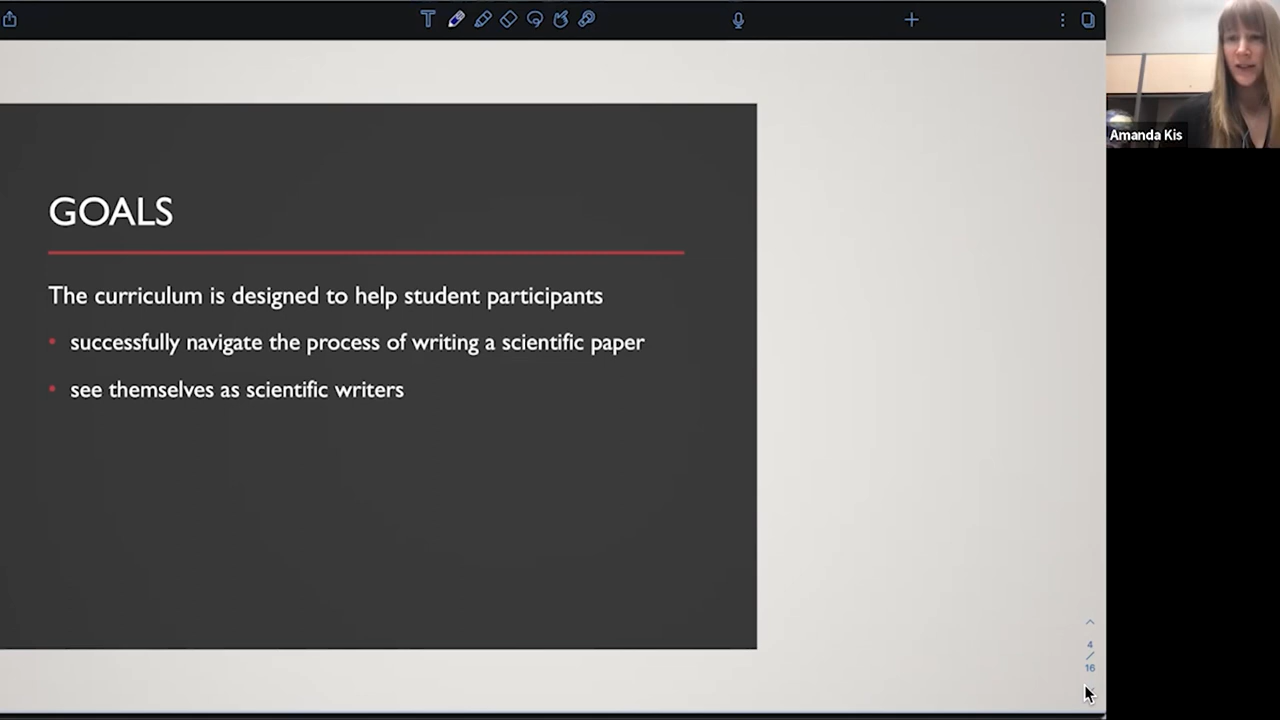 Amanda Kis
GOALS
The curriculum is designed to help student participants
• successfully navigate the process of writing a scientific paper
• see themselves as scientific writers
4
/
16